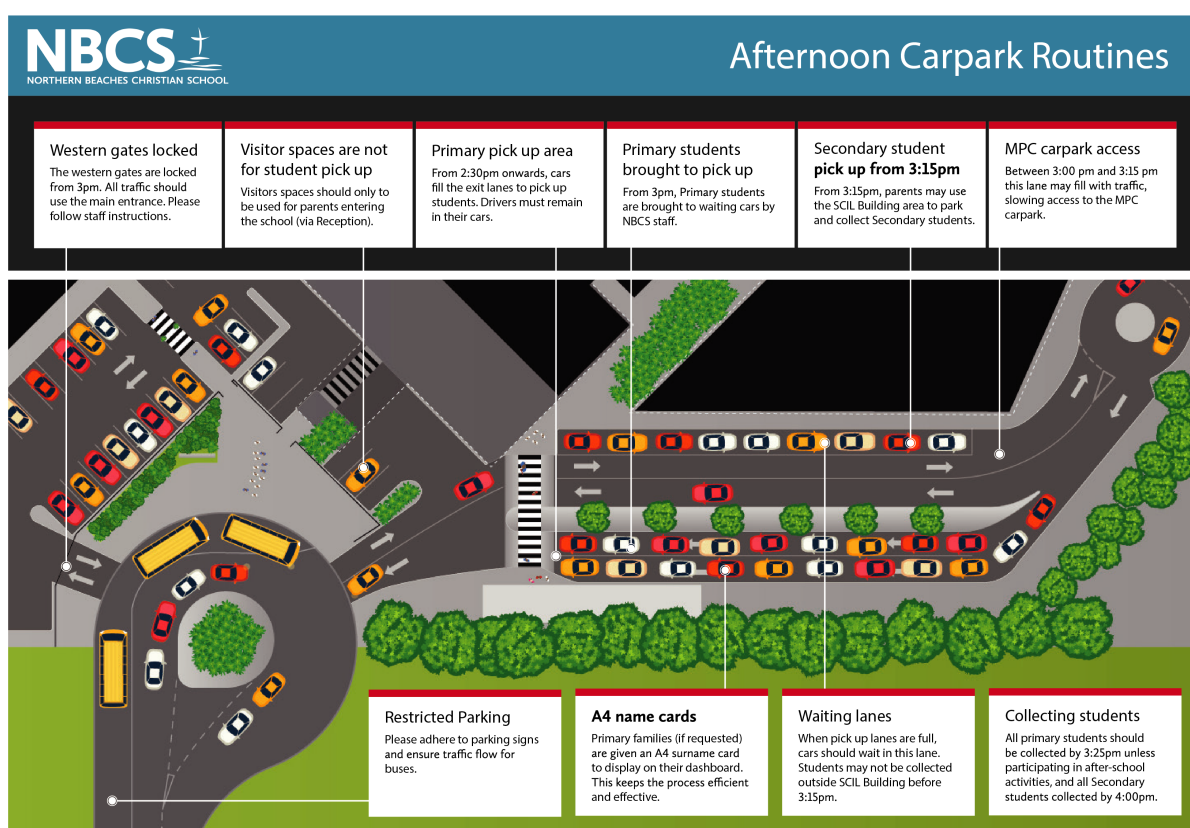 NBCS
NORTHERN BEACHES CHRISTIAN SCHOOL
Afternoon Carpark Routines
Western gates locked
The western gates are locked
from 3pm. All traffic should
use the main entrance. Please
follow staff instructions.
Visitor spaces are not
for student pick up
Visitors spaces should only to
be used for parents entering
the school (via Reception).
Primary pick up area
From 2:30pm onwards, cars
fill the exit lanes to pick up
students. Drivers must remain
in their cars.
Primary students
brought to pick up
From 3pm, Primary students
are brought to waiting cars by
NBCS staff.
Secondary student
pick up from 3:15pm
From 3:15pm, parents may use
the SCIL Building area to park
and collect Secondary students.
MPC carpark access
Between 3:00 pm and 3:15 pm
this lane may fill with traffic,
slowing access to the MPC
carpark.
Restricted Parking
Please adhere to parking signs
and ensure traffic flow for
buses.
A4 name cards
Primary families (if requested)
are given an A4 surname card
to display on their dashboard.
This keeps the process efficient
and effective.
Waiting lanes
When pick up lanes are full,
cars should wait in this lane.
Students may not be collected
outside SCIL Building before
3:15pm.
Collecting students
All primary students should
be collected by 3:25pm unless
participating in after-school
activities, and all Secondary
students collected by 4:00pm.